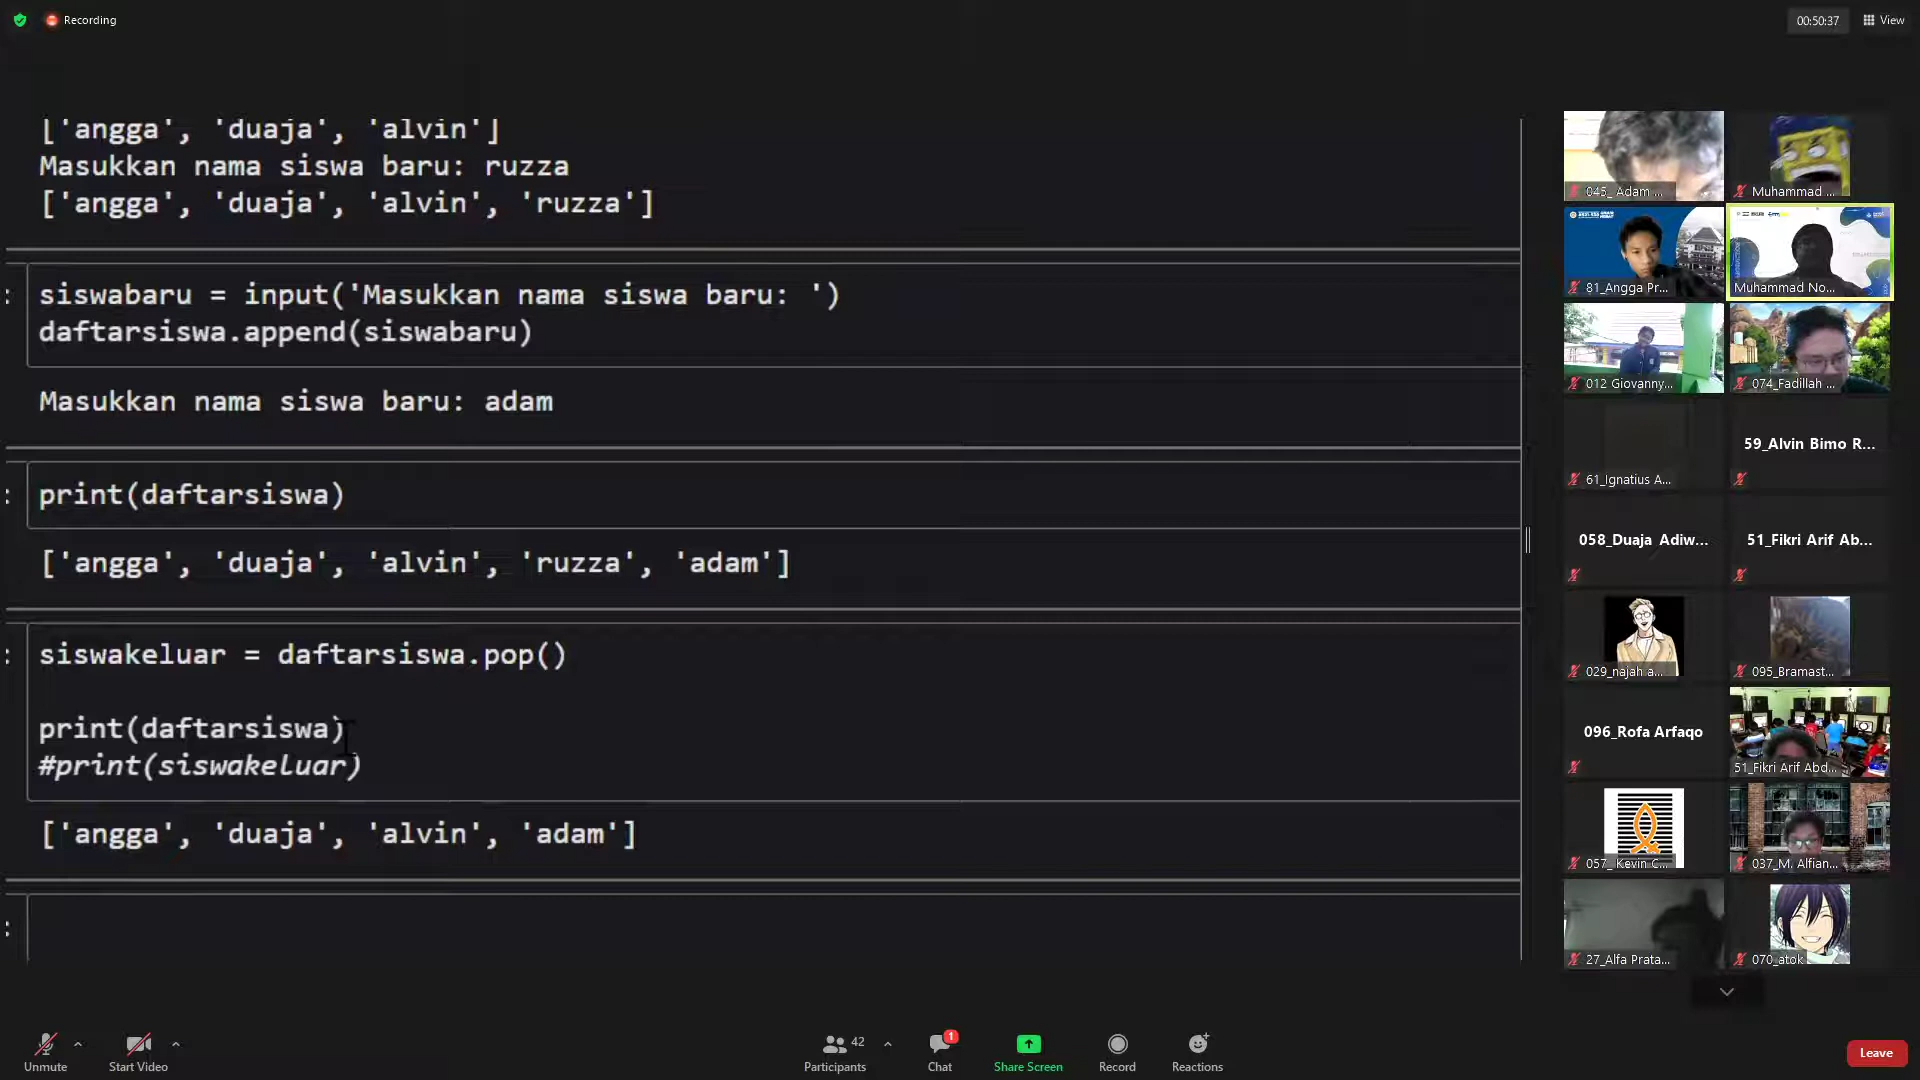 Recording
00:50:37
View
['angga', 'duaja', 'alvin']
Masukkan nama siswa baru: ruzza
['angga', 'duaja', 'alvin', 'ruzza']
siswabaru = input('Masukkan nama siswa baru: ')
daftarsiswa.append(siswabaru)
Masukkan nama siswa baru: adam
print(daftarsiswa)
['angga', 'duaja', 'alvin', 'ruzza', 'adam']
siswakeluar = daftarsiswa.pop()
print(daftarsiswa)
#print(siswakeluar)
['angga', 'duaja', 'alvin', 'adam']
045_ Adam ...
Muhammad ...
81_Angga Pr...
Muhammad No...
012 Giovanny...
074_Fadillah ...
61_Ignatius A...
59_Alvin Bimo R...
058_Duaja Adiw...
51_Fikri Arif Ab...
029_najah a...
095_Bramast...
096_Rofa Arfaqo
51_Fikri Arif Abd...
057_ Kevin C...
037_M. Alfian...
27_Alfa Prata...
070_atok
Unmute
Start Video
42
Participants
1
Chat
Share Screen
Record
Reactions
Leave